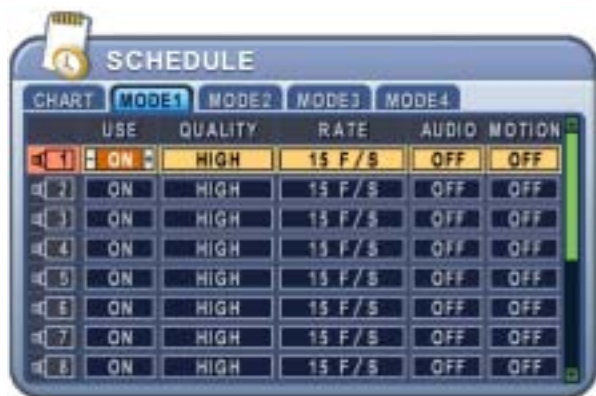 SCHEDULE
CHART MODE1 MODE2 MODE3 MODE4
USE QUALITY RATE AUDIO MOTION
1 - ON + HIGH 15 F/S OFF OFF
2 ON HIGH 15 F/S OFF OFF
3 ON HIGH 15 F/S OFF OFF
4 ON HIGH 15 F/S OFF OFF
5 ON HIGH 15 F/S OFF OFF
6 ON HIGH 15 F/S OFF OFF
7 ON HIGH 15 F/S OFF OFF
8 ON HIGH 15 F/S OFF OFF